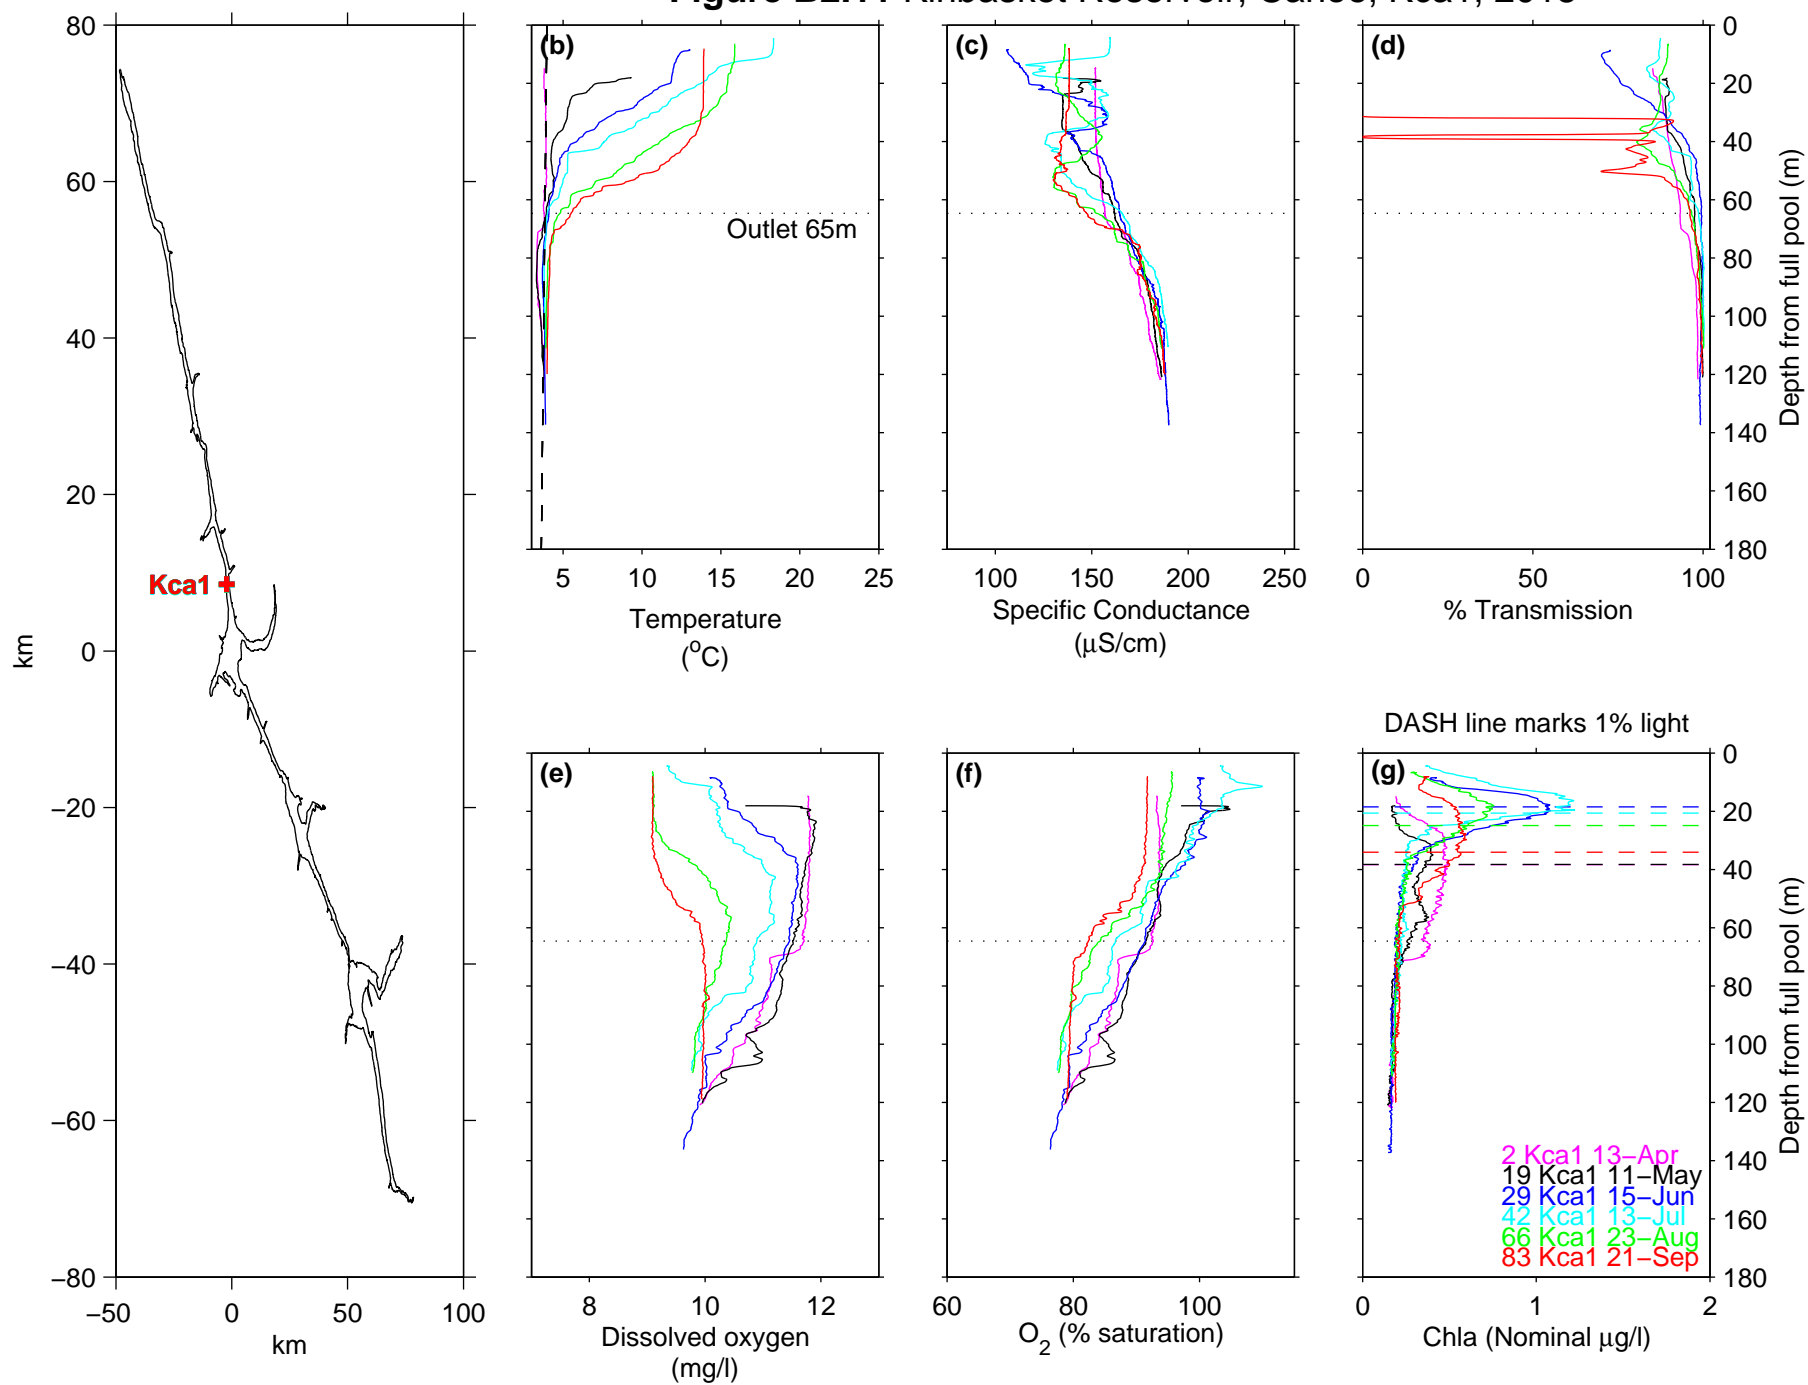 80
60
40
20
0
−20
−40
−60
−80
km
−50 0 50 100
km
Kca1
(b)
Outlet 65m
5 10 15 20 25
Temperature
(°C)
(c)
100 150 200 250
Specific Conductance
(μS/cm)
(d)
0 50 100
% Transmission
0
20
40
60
80
100
120
140
160
180
Depth from full pool (m)
(e)
8 10 12
Dissolved oxygen
(mg/l)
(f)
60 80 100
O2 (% saturation)
DASH line marks 1% light
(g)
2 Kca1 13−Apr
19 Kca1 11−May
29 Kca1 15−Jun
42 Kca1 13−Jul
66 Kca1 23−Aug
83 Kca1 21−Sep
0 1 2
Chla (Nominal μg/l)
0
20
40
60
80
100
120
140
160
180
Depth from full pool (m)